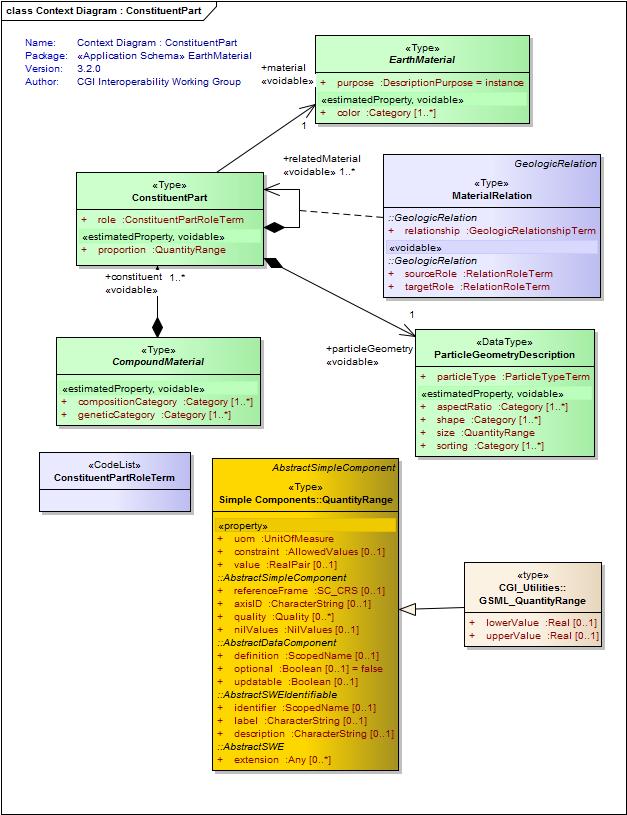 class Context Diagram : ConstituentPart
Name: Context Diagram : ConstituentPart
Package: «Application Schema» EarthMaterial
Version: 3.2.0
Author: CGI Interoperability Working Group
+material
«voidable»
1
«Type»
EarthMaterial
+ purpose :DescriptionPurpose = instance
«estimatedProperty, voidable»
+ color :Category [1..*]
+relatedMaterial
«voidable» 1..*
GeologicRelation
«Type»
MaterialRelation
::GeologicRelation
+ relationship :GeologicRelationshipTerm
«voidable»
::GeologicRelation
+ sourceRole :RelationRoleTerm
+ targetRole :RelationRoleTerm
«Type»
ConstituentPart
+ role :ConstituentPartRoleTerm
«estimatedProperty, voidable»
+ proportion :QuantityRange
+constituent 1..*
«voidable»
1
+particleGeometry
«voidable»
«Type»
CompoundMaterial
«estimatedProperty, voidable»
+ compositionCategory :Category [1..*]
+ geneticCategory :Category [1..*]
«DataType»
ParticleGeometryDescription
+ particleType :ParticleTypeTerm
«estimatedProperty, voidable»
+ aspectRatio :Category [1..*]
+ shape :Category [1..*]
+ size :QuantityRange
+ sorting :Category [1..*]
«CodeList»
ConstituentPartRoleTerm
AbstractSimpleComponent
«Type»
Simple Components::QuantityRange
«property»
+ uom :UnitOfMeasure
+ constraint :AllowedValues [0..1]
+ value :RealPair [0..1]
::AbstractSimpleComponent
+ referenceFrame :SC_CRS [0..1]
+ axisID :CharacterString [0..1]
+ quality :Quality [0..*]
+ nilValues :NilValues [0..1]
::AbstractDataComponent
+ definition :ScopedName [0..1]
+ optional :Boolean [0..1] = false
+ updatable :Boolean [0..1]
::AbstractSWEIdentifiable
+ identifier :ScopedName [0..1]
+ label :CharacterString [0..1]
+ description :CharacterString [0..1]
::AbstractSWE
+ extension :Any [0..*]
«type»
CGI_Utilities::
GSML_QuantityRange
+ lowerValue :Real [0..1]
+ upperValue :Real [0..1]